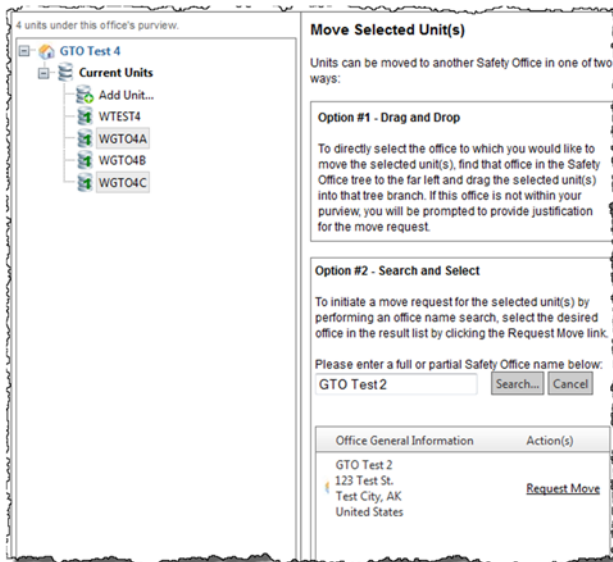 4 units under this office's purview.
GTO Test 4
Current Units
Add Unit...
WTEST4
WGTO4A
WGTO4B
WGTO4C
Move Selected Unit(s)
Units can be moved to another Safety Office in one of two
ways:
Option #1 - Drag and Drop
To directly select the office to which you would like to
move the selected unit(s), find that office in the Safety
Office tree to the far left and drag the selected unit(s)
into that tree branch. If this office is not within your
purview, you will be prompted to provide justification
for the move request.
Option #2 - Search and Select
To initiate a move request for the selected unit(s) by
performing an office name search, select the desired
office in the result list by clicking the Request Move link.
Please enter a full or partial Safety Office name below:
GTO Test2 Search... Cancel
Office General Information Action(s)
GTO Test 2
123 Test St.
Test City, AK
United States
Request Move